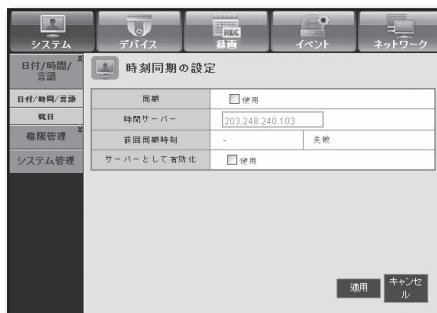 REC
システム
デバイス
録画
イベント
ネットワーク
日付/時間/
言語
時刻同期の設定
日付/時間/言語
祝日
権限管理
システム管理
同期
使用
時間サーバー
203.248.240.103
前回同期時刻
-
失敗
サーバーとして有効化
使用
適用
キャンセ
ル